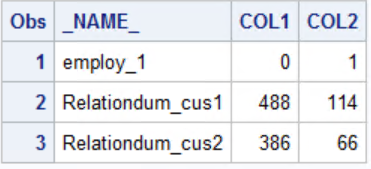 Obs _NAME_ COL1 COL2
1 employ_1 0 1
2 Relationdum_cus1 488 114
3 Relationdum_cus2 386 66